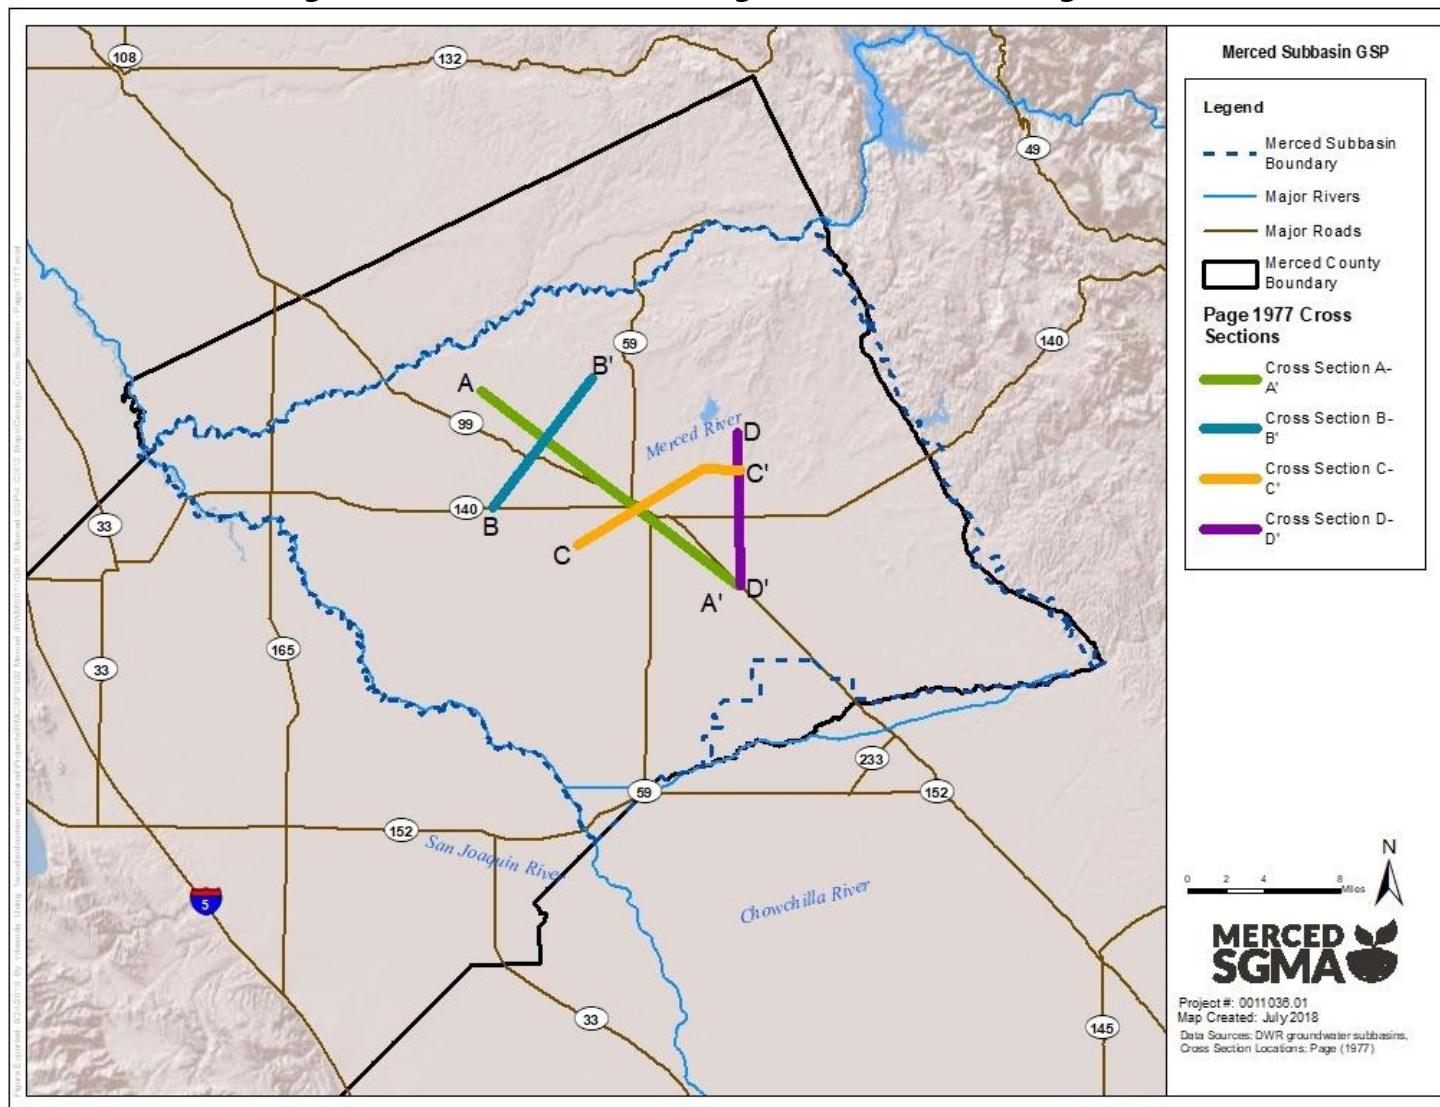 Merced Subbasin GSP
Legend
Merced Subbasin
Boundary
Major Rivers
Major Roads
Merced County
Boundary
Page 1977 Cross
Sections
Cross Section A-
A'
Cross Section B-
B'
Cross Section C-
C'
Cross Section D-
D'
108
132
49
59
140
A
B'
99
Merced River
D
C'
140
B
33
C
A'
D'
165
33
233
59
152
152
San Joaquin River
Chowchilla River
5
33
145
N
0 2 4 8
Miles
MERCED
SGMA
Project #: 0011036.01
Map Created: July 2018
Data Sources: DWR groundwater subbasins,
Cross Section Locations: Page (1977)